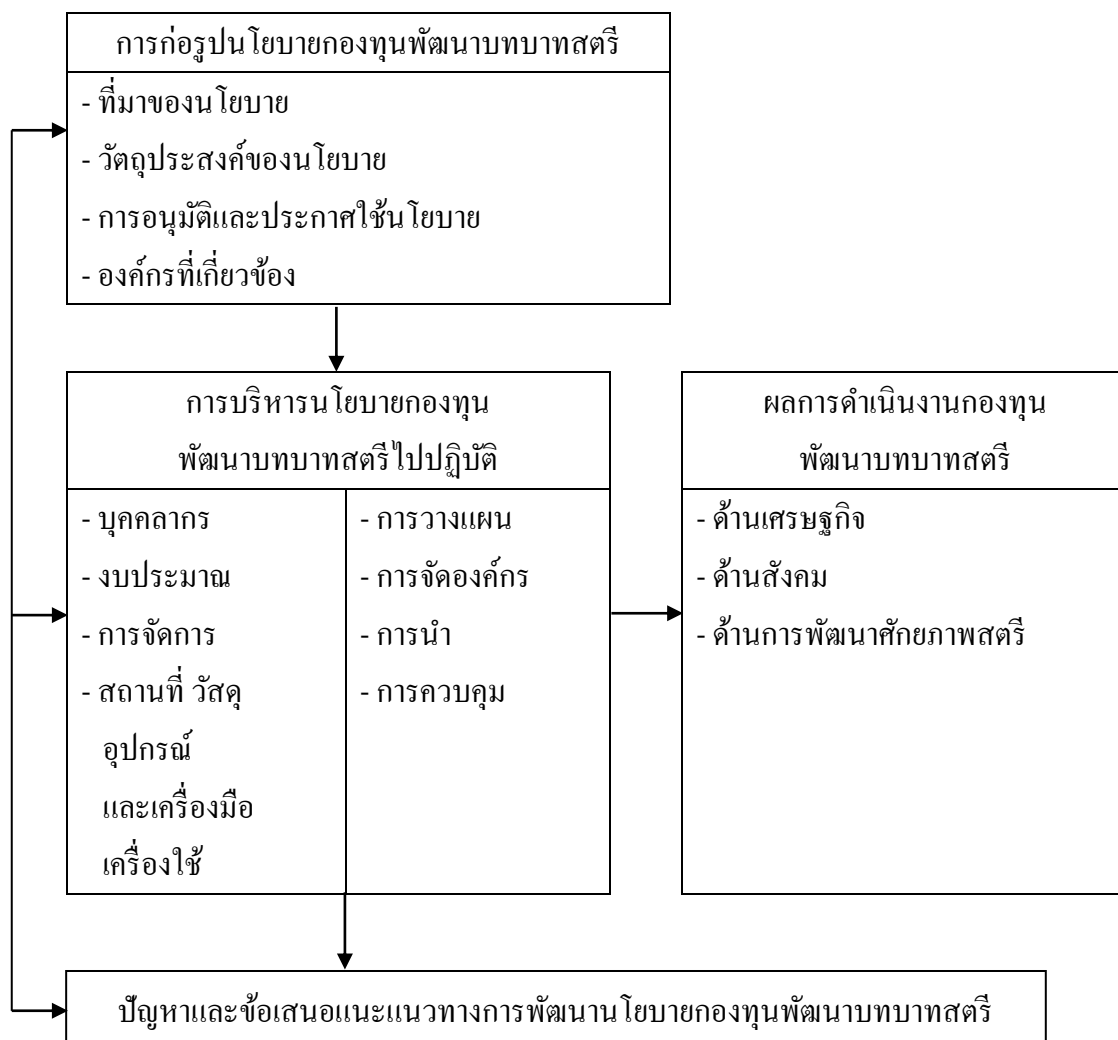 การก่อรูปนโยบายกองทุนพัฒนาบทบาทสตรี
- ที่มาของนโยบาย
- วัตถุประสงค์ของนโยบาย
- การอนุมัติและประกาศใช้นโยบาย
- องค์กรที่เกี่ยวข้อง
การบริหารนโยบายกองทุน
พัฒนาบทบาทสตรีไปปฏิบัติ
- บุคคลากร
- งบประมาณ
- การจัดการ
- สถานที่ วัสดุ
อุปกรณ์
และเครื่องมือ
เครื่องใช้
- การวางแผน
- การจัดองค์กร
- การนำ
- การควบคุม
ผลการดำเนินงานกองทุน
พัฒนาบทบาทสตรี
- ด้านเศรษฐกิจ
- ด้านสังคม
- ด้านการพัฒนาศักยภาพสตรี
ปัญหาและข้อเสนอแนะแนวทางการพัฒนานโยบายกองทุนพัฒนาบทบาทสตรี